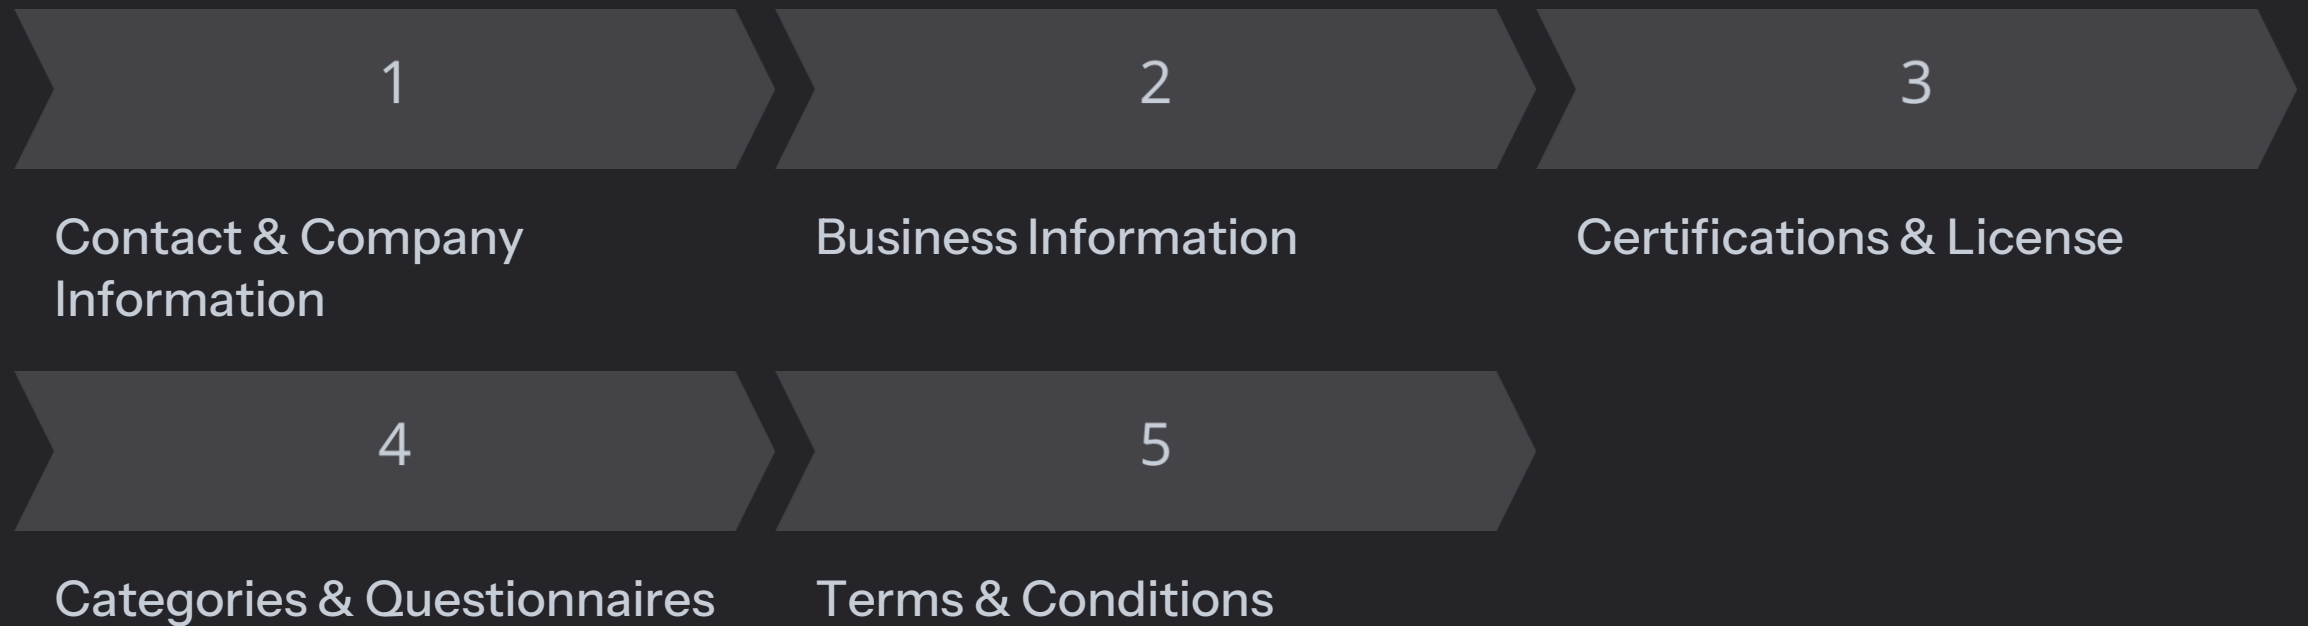 1
2
3
Contact & Company
Information
Business Information
Certifications & License
4
5
Categories & Questionnaires
Terms & Conditions